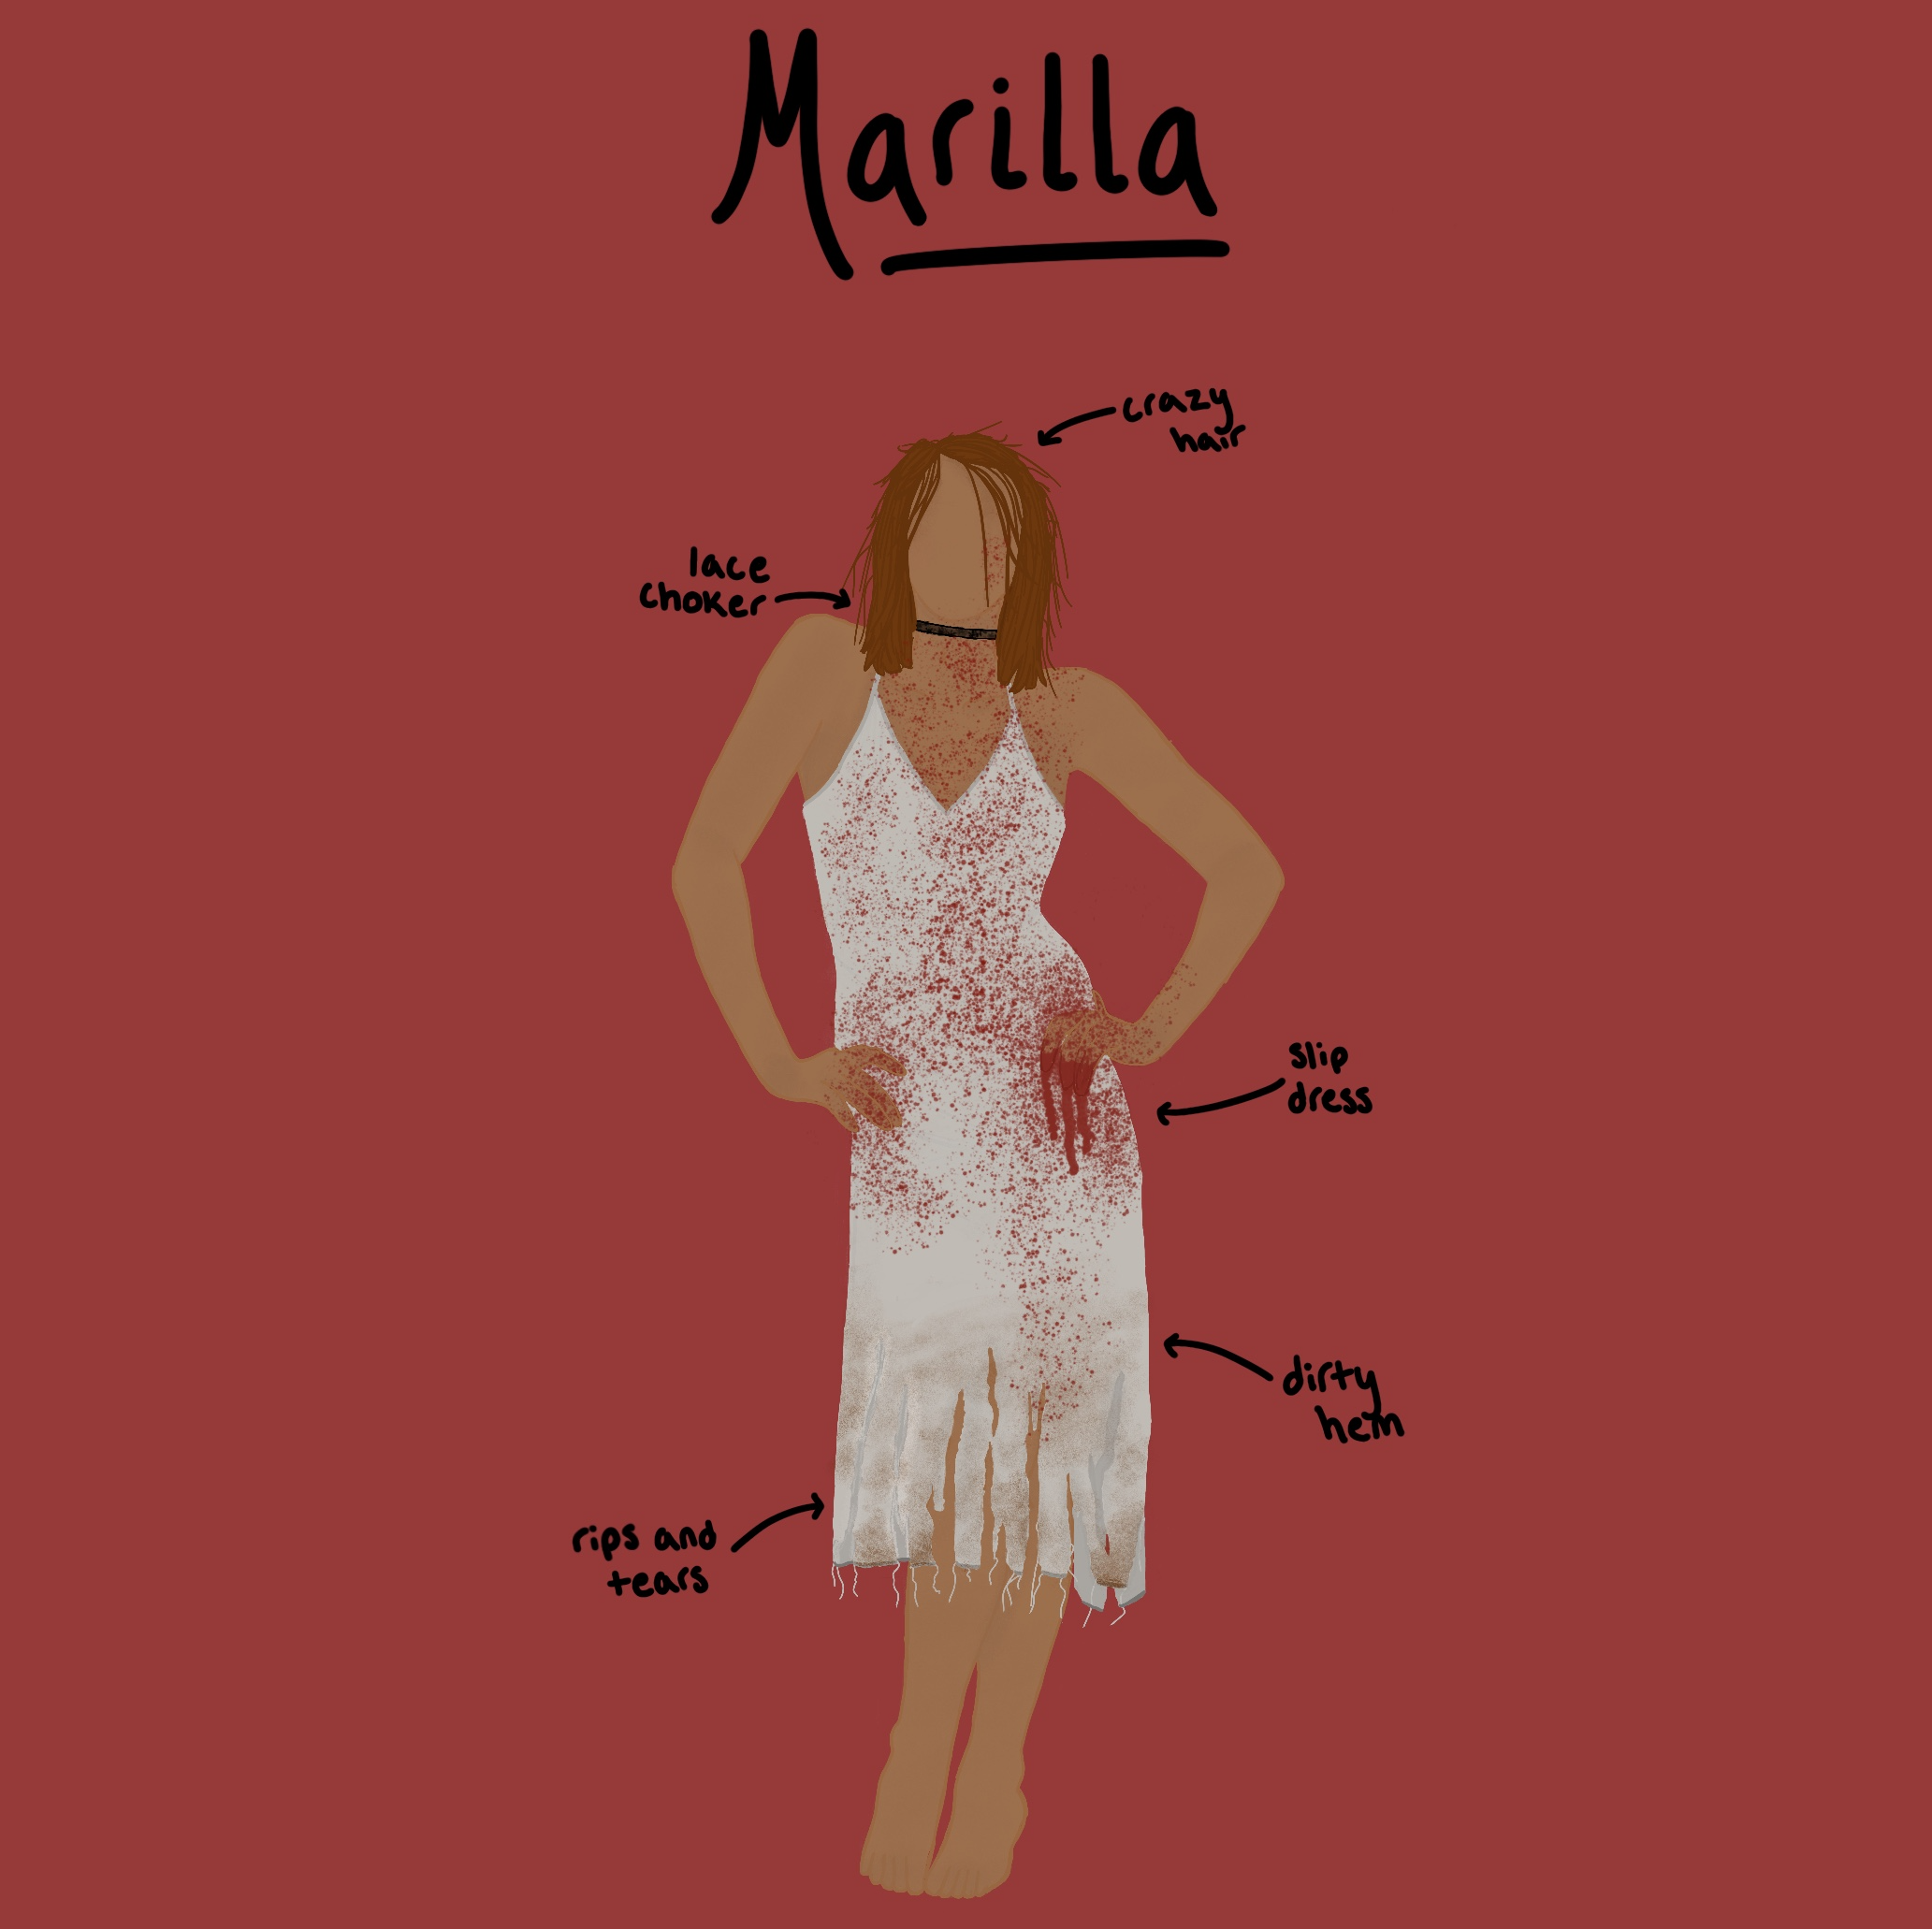 Marilla
crazy
hair
lace
choker
slip
dress
dirty
hem
rips and
tears